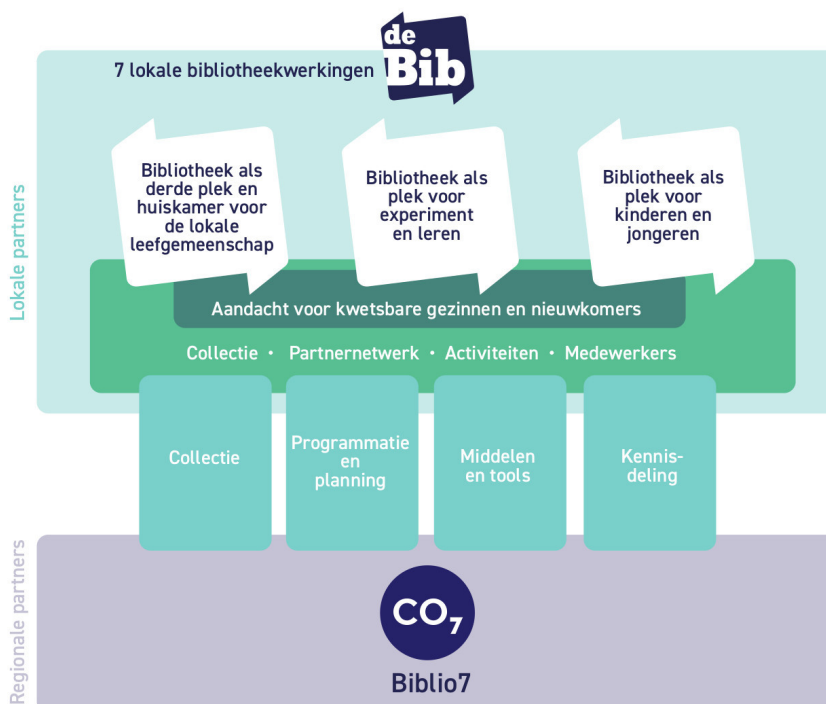 de
Bib
7 lokale bibliotheekwerkingen
Lokale partners
Bibliotheek als
derde plek en
huiskamer voor
de lokale
leefgemeenschap
Bibliotheek als
plek voor
experiment
en leren
Bibliotheek als
plek voor
kinderen en
jongeren
Aandacht voor kwetsbare gezinnen en nieuwkomers
Collectie • Partnernetwerk • Activiteiten • Medewerkers
Collectie
Programmatie
en
planning
Middelen
en tools
Kennis-
deling
Regionale partners
CO₇
Biblio7